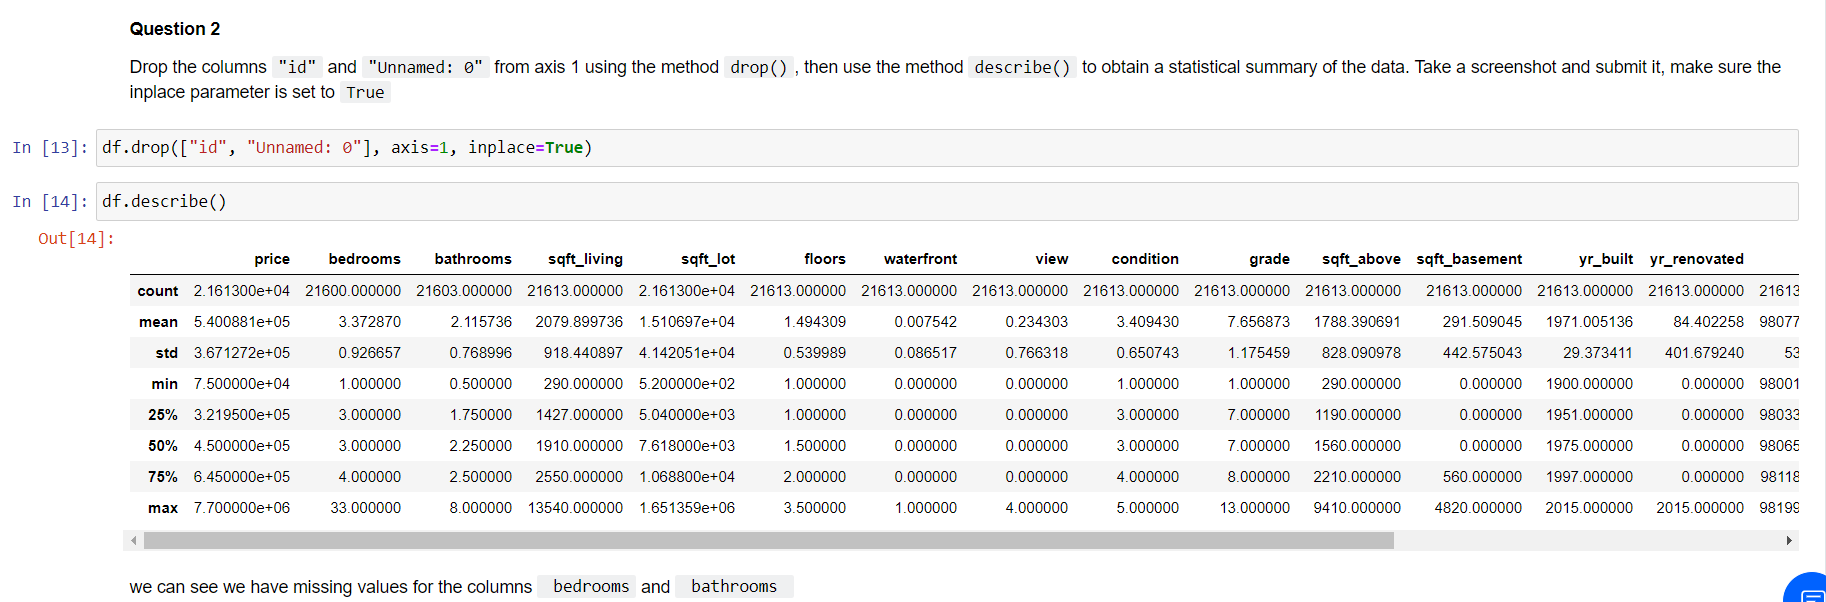 Question 2
Drop the columns "id" and "Unnamed: 0" from axis 1 using the method drop() , then use the method describe() to obtain a statistical summary of the data. Take a screenshot and submit it, make sure the
inplace parameter is set to True
In [13]: df.drop(["id", "Unnamed: 0"], axis=1, inplace=True)
In [14]: df.describe()
Out[14]:
price bedrooms bathrooms sqft_living sqft_lot floors waterfront view condition grade sqft_above sqft_basement yr_built yr_renovated
count 2.161300e+04 21600.000000 21603.000000 21613.000000 2.161300e+04 21613.000000 21613.000000 21613.000000 21613.000000 21613.000000 21613.000000 21613.000000 21613.000000 21613.000000 21613
mean 5.400881e+05 3.372870 2.115736 2079.899736 1.510697e+04 1.494309 0.007542 0.234303 3.409430 7.656873 1788.390691 291.509045 1971.005136 84.402258 98077
std 3.671272e+05 0.926657 0.768996 918.440897 4.142051e+04 0.539989 0.086517 0.766318 0.650743 1.175459 828.090978 442.575043 29.373411 401.679240 53
min 7.500000e+04 1.000000 0.500000 290.000000 5.200000e+02 1.000000 0.000000 0.000000 1.000000 1.000000 290.000000 0.000000 1900.000000 0.000000 98001
25% 3.219500e+05 3.000000 1.750000 1427.000000 5.040000e+03 1.000000 0.000000 0.000000 3.000000 7.000000 1190.000000 0.000000 1951.000000 0.000000 98033
50% 4.500000e+05 3.000000 2.250000 1910.000000 7.618000e+03 1.500000 0.000000 0.000000 3.000000 7.000000 1560.000000 0.000000 1975.000000 0.000000 98065
75% 6.450000e+05 4.000000 2.500000 2550.000000 1.068800e+04 2.000000 0.000000 0.000000 4.000000 8.000000 2210.000000 560.000000 1997.000000 0.000000 98118
max 7.700000e+06 33.000000 8.000000 13540.000000 1.651359e+06 3.500000 1.000000 4.000000 5.000000 13.000000 9410.000000 4820.000000 2015.000000 2015.000000 98199
we can see we have missing values for the columns bedrooms and bathrooms